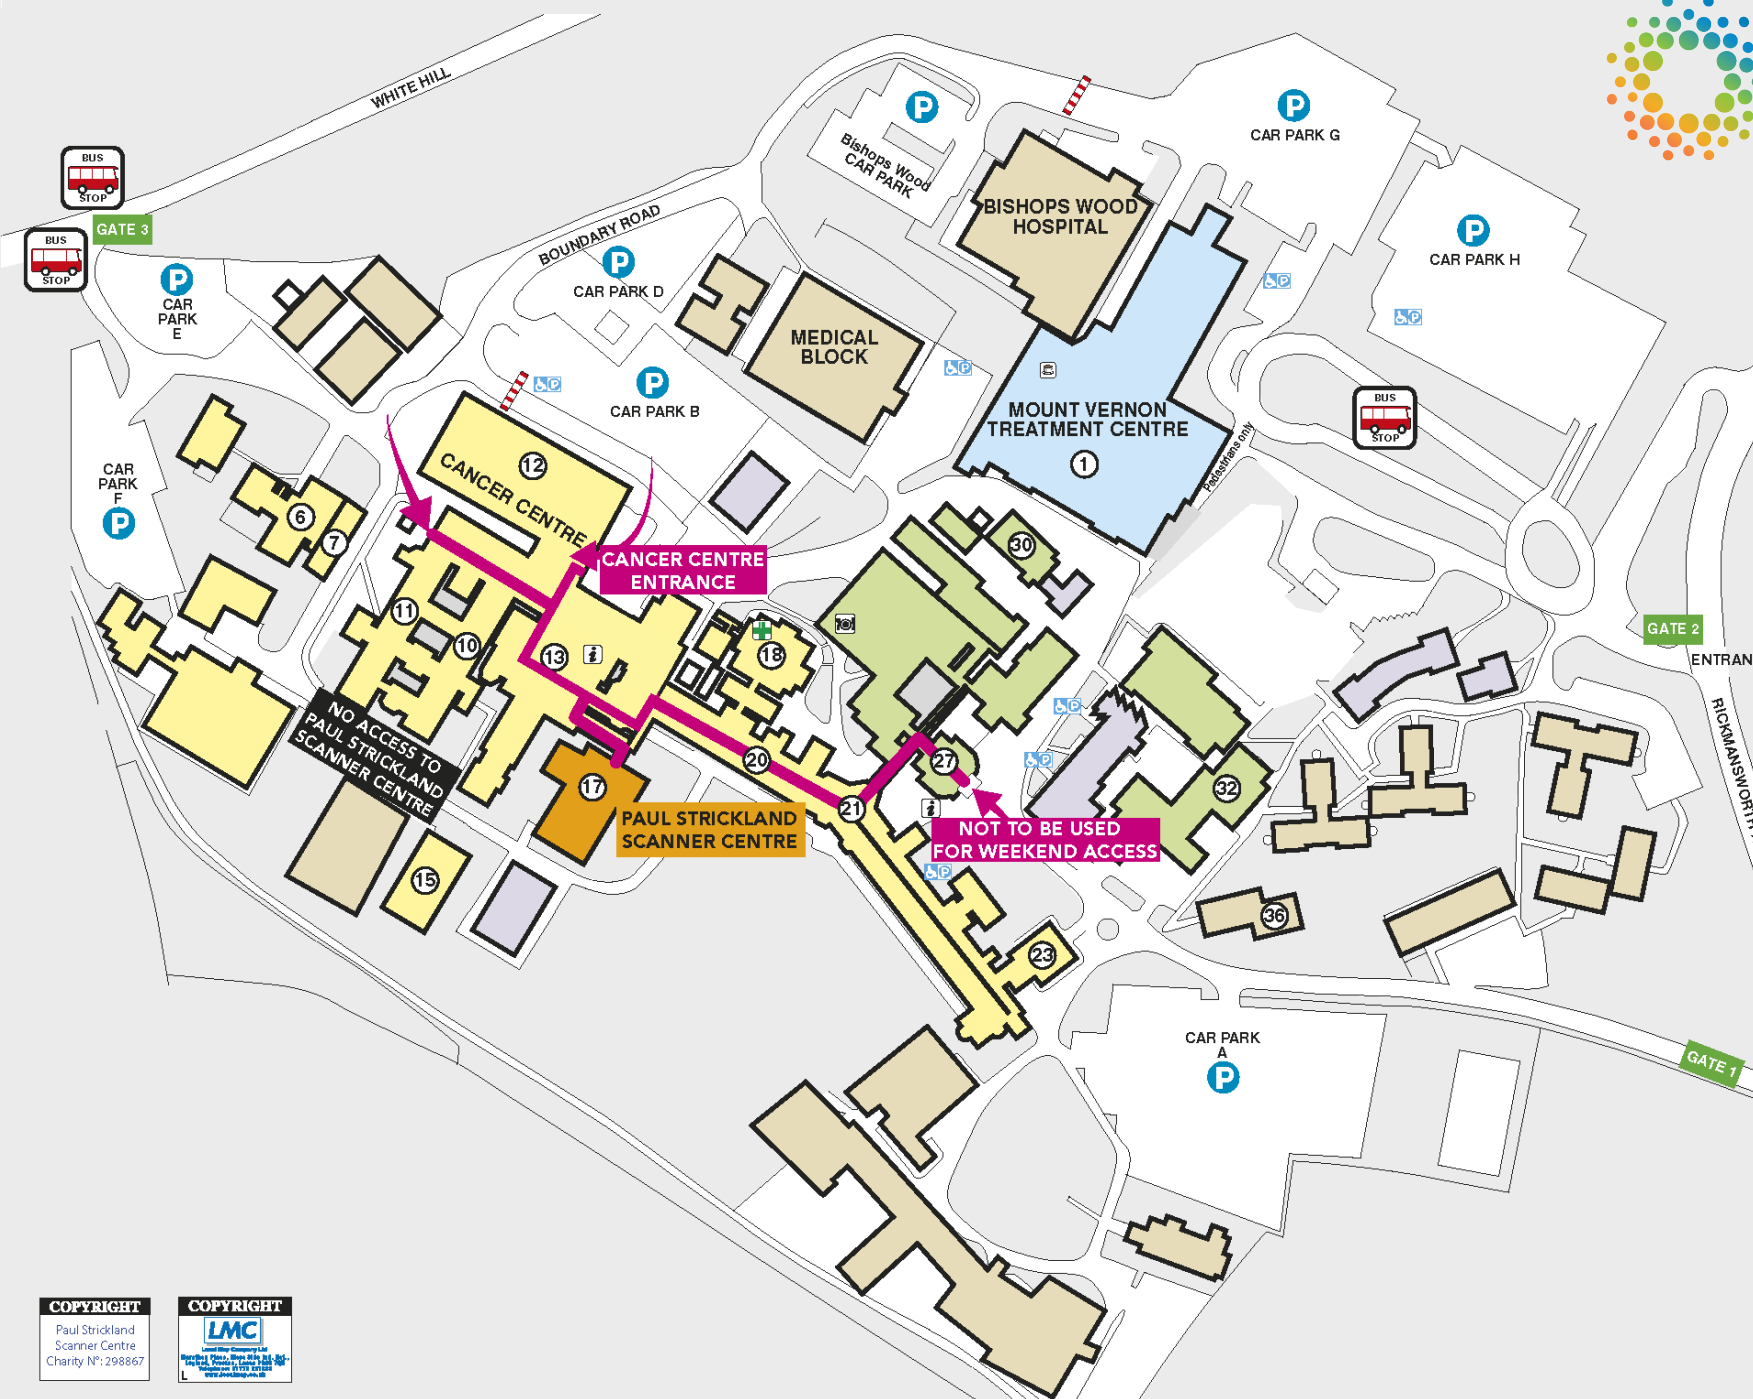 WHITE HILL
BUS
STOP
GATE 3
BUS
STOP
P
CAR
PARK
E
BOUNDARY ROAD
P
CAR PARK D
P
CAR PARK B
P
Bishops Wood
CAR PARK
P
CAR PARK G
P
CAR PARK H
BISHOPS WOOD
HOSPITAL
MEDICAL
BLOCK
MOUNT VERNON
TREATMENT CENTRE
1
Pedestrians only
BUS
STOP
P
P
P
P
CAR
PARK
F
P
12
CANCER CENTRE
CANCER CENTRE
ENTRANCE
6
7
11
10
13
i
18
30
GATE 2
ENTRAN
RICKMANSWORTH
NO ACCESS TO
PAUL STRICKLAND
SCANNER CENTRE
17
PAUL STRICKLAND
SCANNER CENTRE
20
21
27
i
P
P
NOT TO BE USED
FOR WEEKEND ACCESS
P
32
15
23
36
CAR PARK
A
P
GATE 1
COPYRIGHT
Paul Strickland
Scanner Centre
Charity Nº: 298867
COPYRIGHT
LMC
Local Map Company Ltd
L